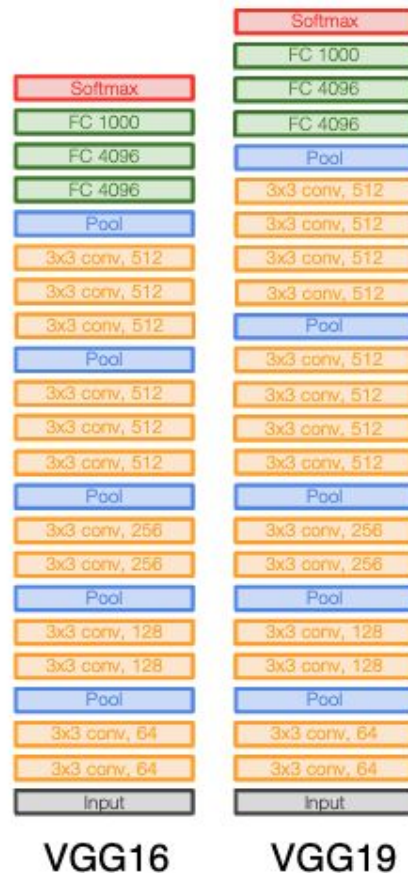 Softmax
FC 1000
FC 4096
FC 4096
Pool
3x3 conv, 512
3x3 conv, 512
3x3 conv, 512
Pool
3x3 conv, 512
3x3 conv, 512
3x3 conv, 512
Pool
3x3 conv, 256
3x3 conv, 256
Pool
3x3 conv, 128
3x3 conv, 128
Pool
3x3 conv, 64
3x3 conv, 64
Input
VGG16
Softmax
FC 1000
FC 4096
FC 4096
Pool
3x3 conv, 512
3x3 conv, 512
3x3 conv, 512
3x3 conv, 512
Pool
3x3 conv, 512
3x3 conv, 512
3x3 conv, 512
3x3 conv, 512
Pool
3x3 conv, 256
3x3 conv, 256
Pool
3x3 conv, 128
3x3 conv, 128
Pool
3x3 conv, 64
3x3 conv, 64
Input
VGG19